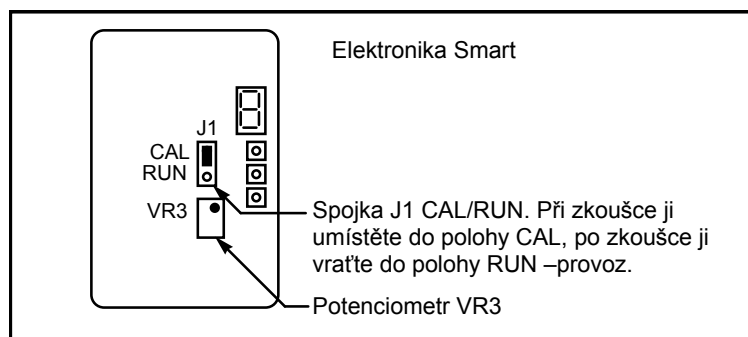 Elektronika Smart
J1
CAL
RUN
VR3
Spojka J1 CAL/RUN. Při zkoušce ji
umístěte do polohy CAL, po zkoušce ji
vraťte do polohy RUN –provoz.
Potenciometr VR3